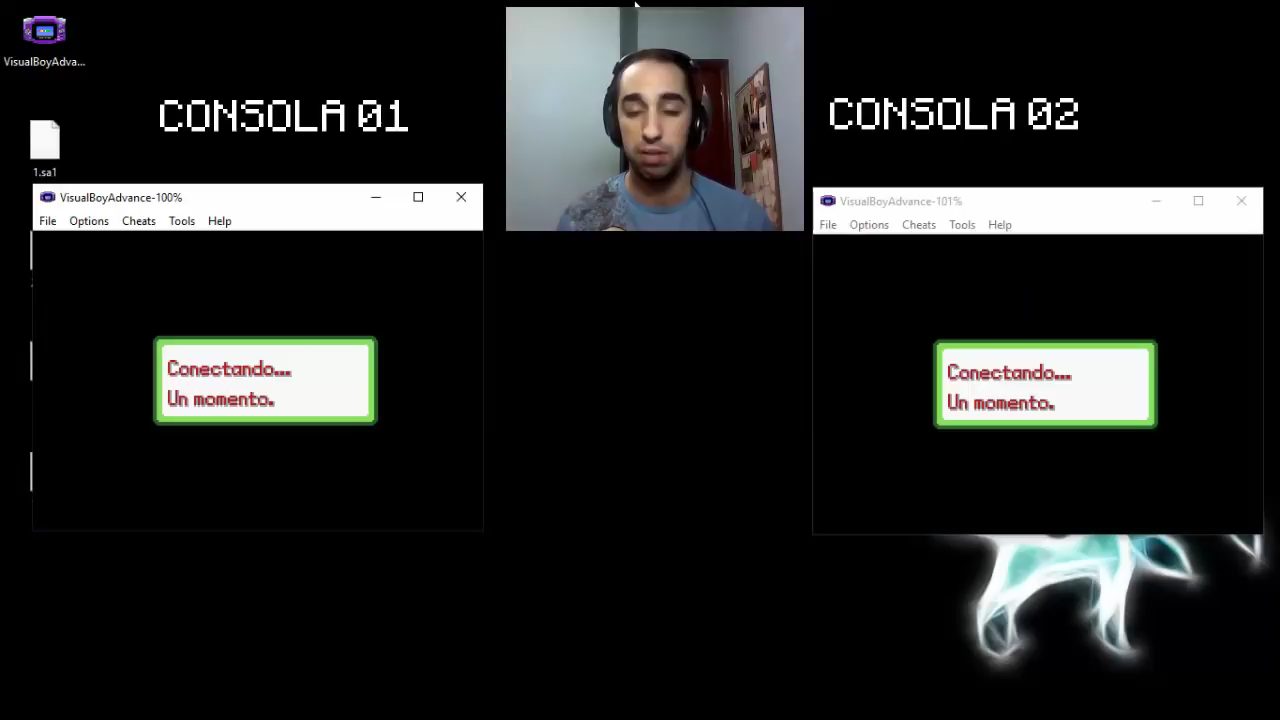 VisualBoyAdva...
CONSOLA 01
CONSOLA 02
1.sa1
VisualBoyAdvance-100%
File Options Cheats Tools Help
Conectando...
Un momento.
VisualBoyAdvance-101%
File Options Cheats Tools Help
Conectando...
Un momento.